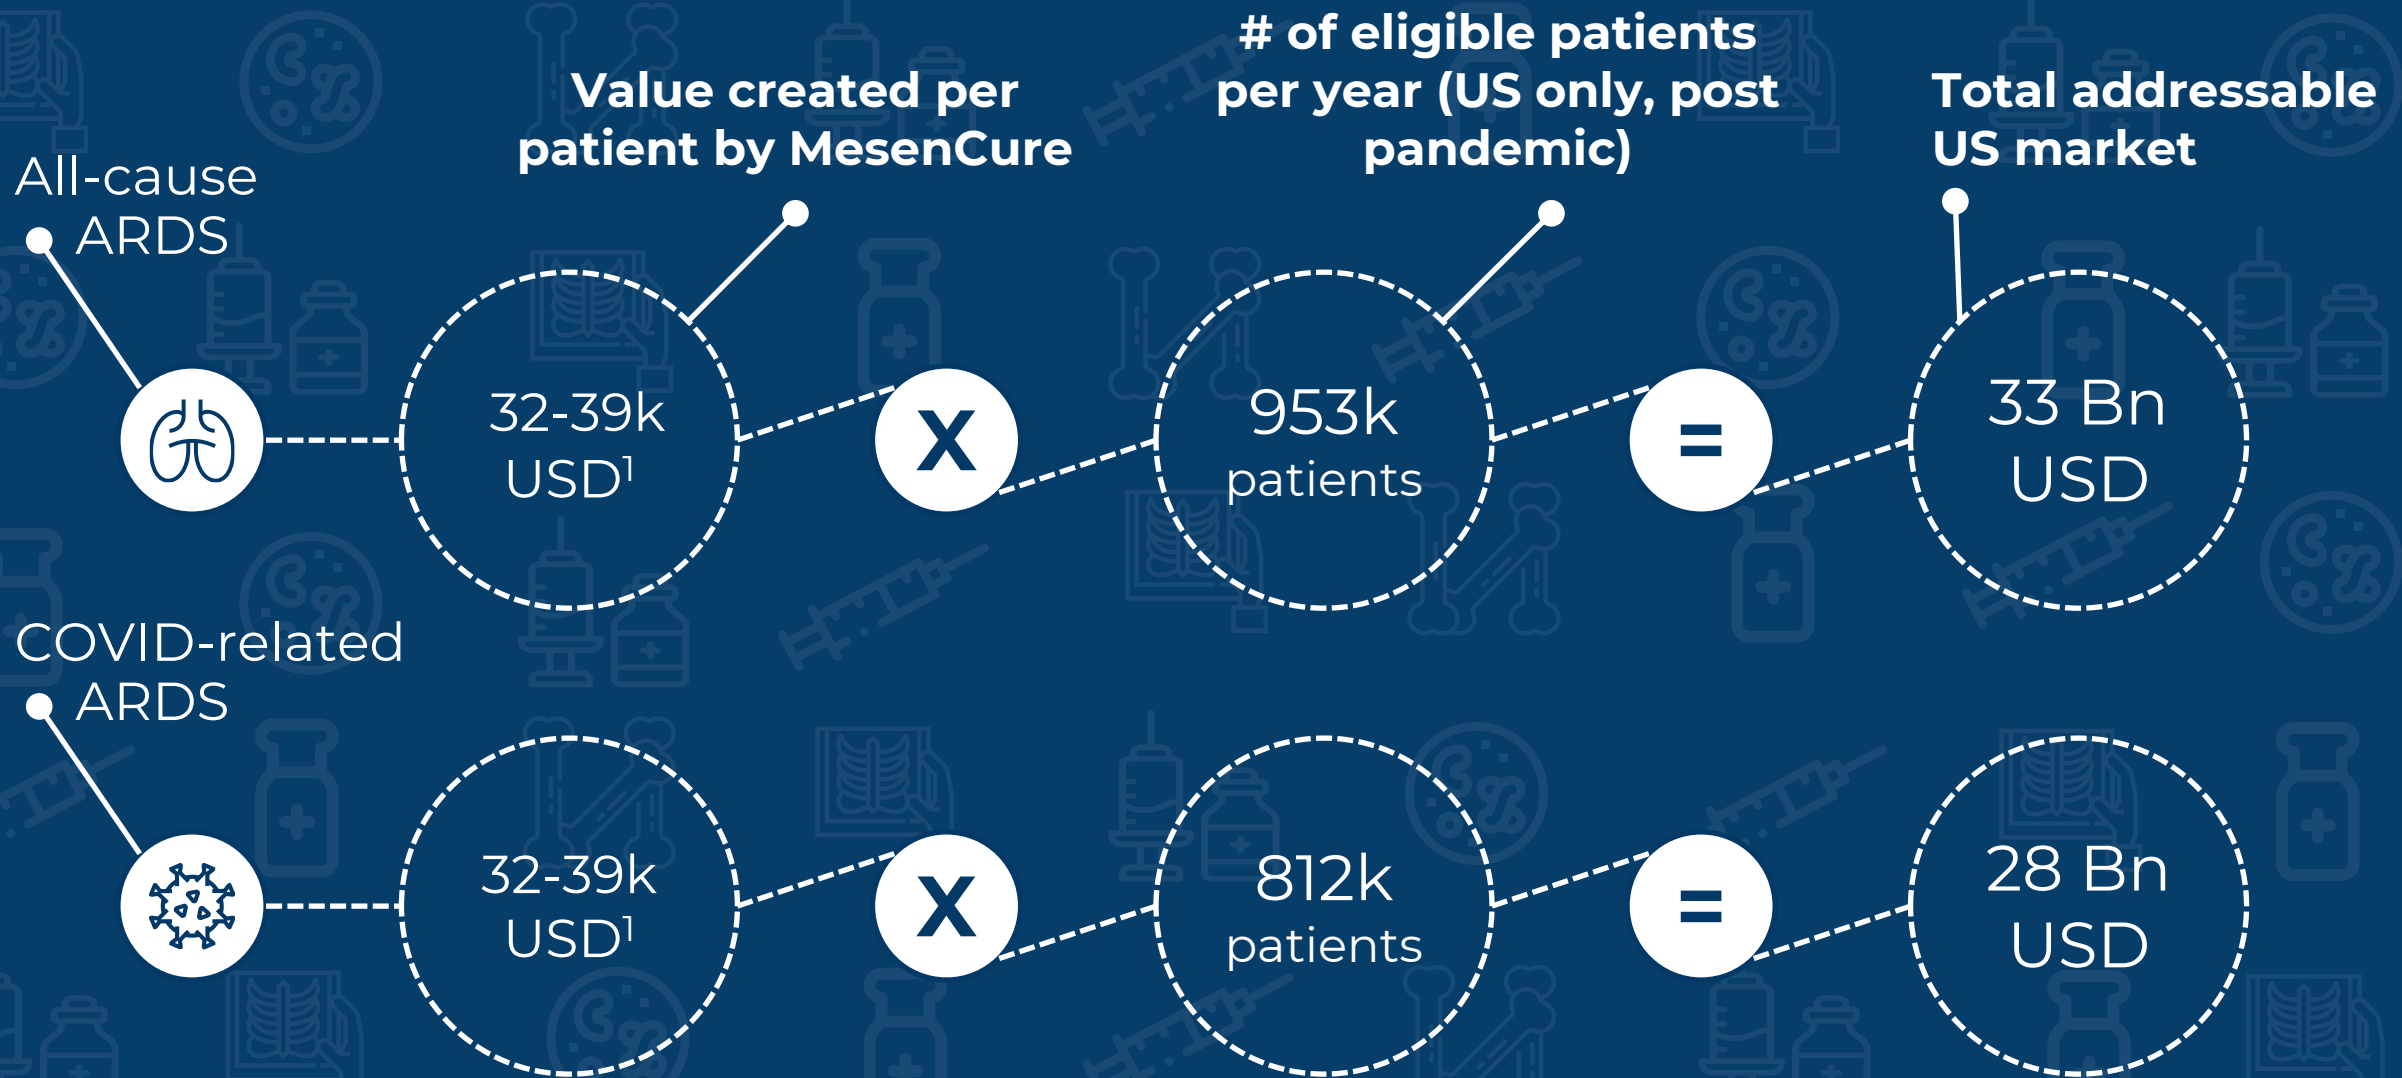 Value created per
patient by MesenCure
# of eligible patients
per year (US only, post
pandemic)
Total addressable
US market
All-cause
ARDS
32-39k
USD¹
X
953k
patients
=
33 Bn
USD
COVID-related
ARDS
32-39k
USD¹
X
812k
patients
=
28 Bn
USD